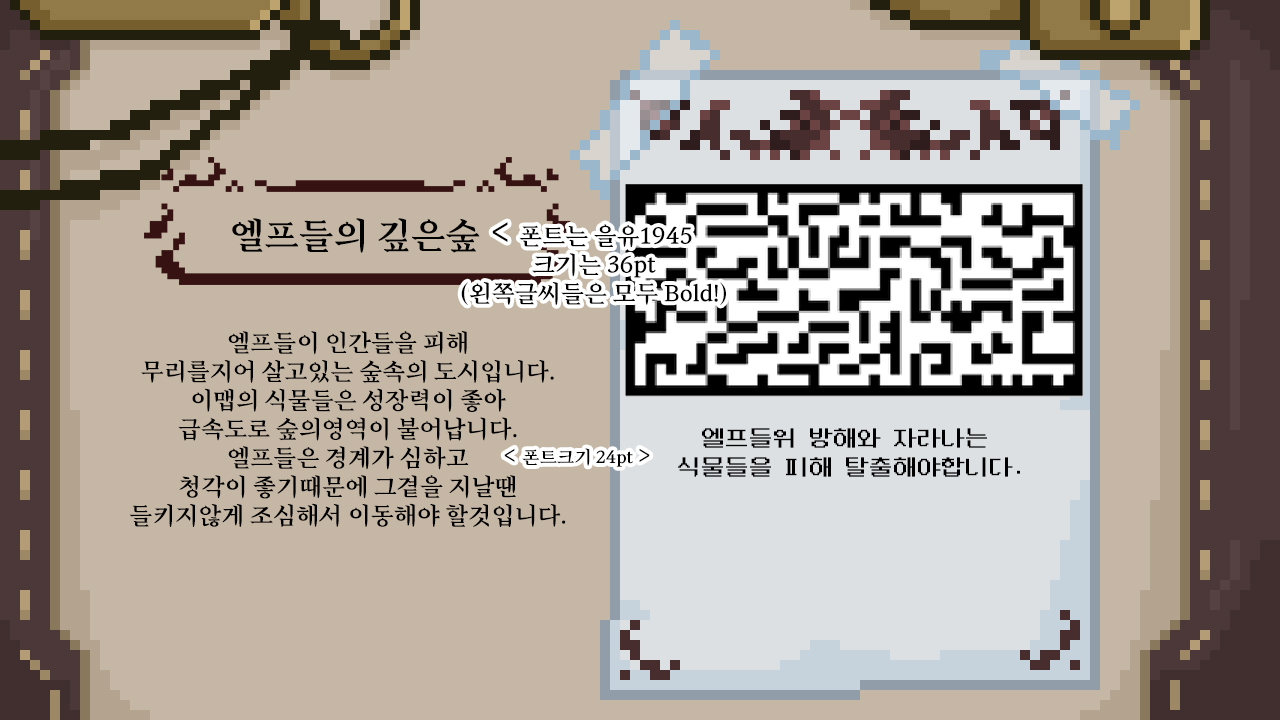 엘프들의 깊은숲
< 폰트는 을유1945
크기는 36pt
(왼쪽글씨들은 모두 Bold!)
엘프들이 인간들을 피해
무리를지어 살고있는 숲속의 도시입니다.
이맵의 식물들은 성장력이 좋아
급속도로 숲의영역이 불어납니다.
엘프들은 경계가 심하고
청각이 좋기때문에 그곁을 지날땐
들키지않게 조심해서 이동해야 할것입니다.
< 폰트크기 24pt >
엘프들위 방해와 자라나는
식물들을 피해 탈출해야합니다.